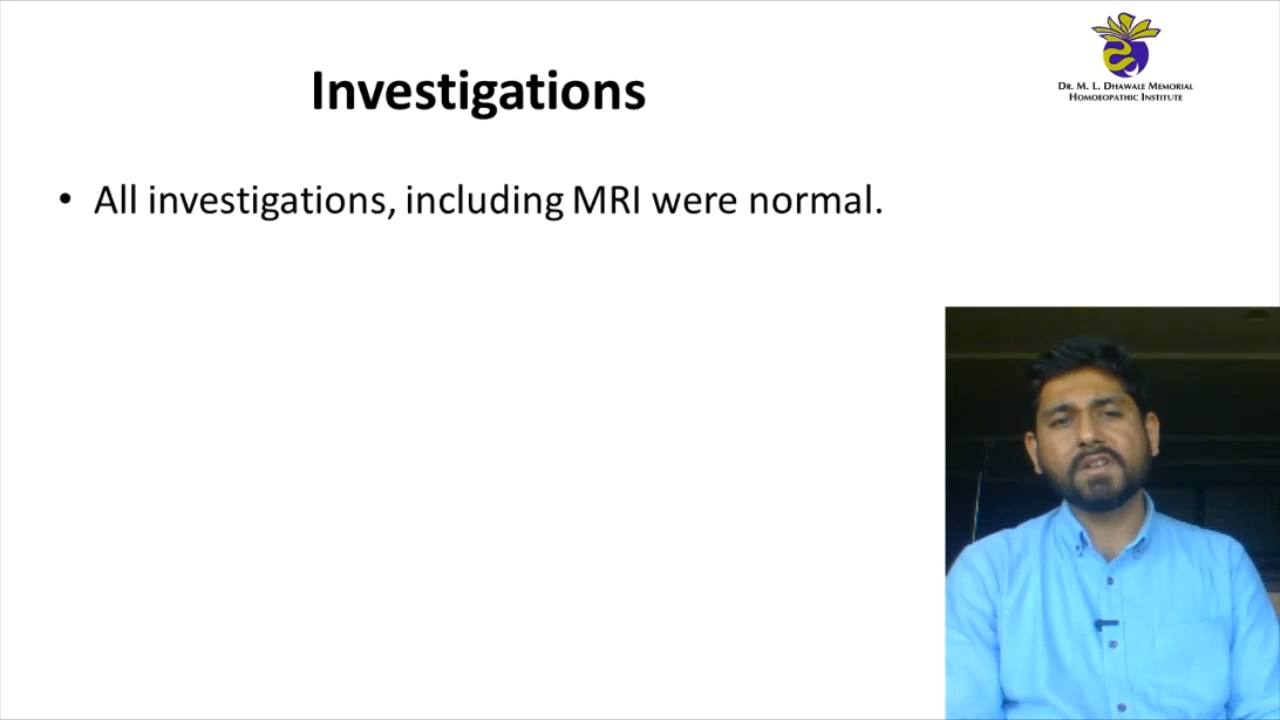 Dr. M. L. Dhawale Memorial
Homoeopathic Institute
Investigations
• All investigations, including MRI were normal.